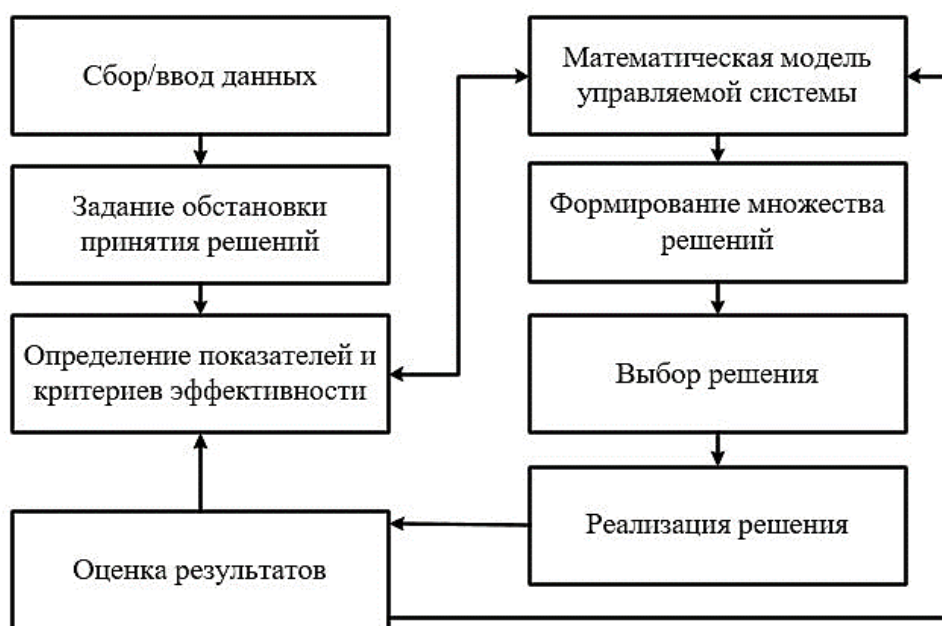 Сбор/ввод данных
Задание обстановки
принятия решений
Определение показателей и
критериев эффективности
Оценка результатов
Математическая модель
управляемой системы
Формирование множества
решений
Выбор решения
Реализация решения